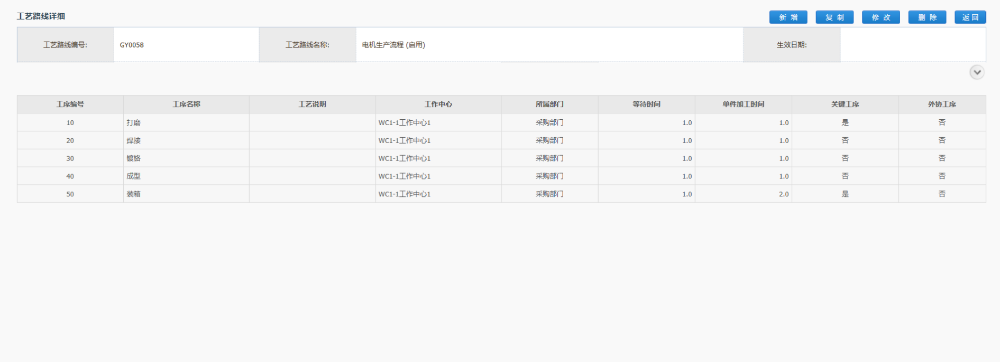 工艺路线详细 新 增 复 制 修 改 删 除 返 回
工艺路线编号: GY0058 工艺路线名称: 电机生产流程 (启用) 生效日期:
工序编号 工序名称 工艺说明 工作中心 所属部门 等待时间 单件加工时间 关键工序 外协工序
10 打磨 WC1-1工作中心1 采购部门 1.0 1.0 是 否
20 焊接 WC1-1工作中心1 采购部门 1.0 1.0 否 否
30 镀铬 WC1-1工作中心1 采购部门 1.0 1.0 否 否
40 成型 WC1-1工作中心1 采购部门 1.0 1.0 否 否
50 装箱 WC1-1工作中心1 采购部门 1.0 2.0 是 否